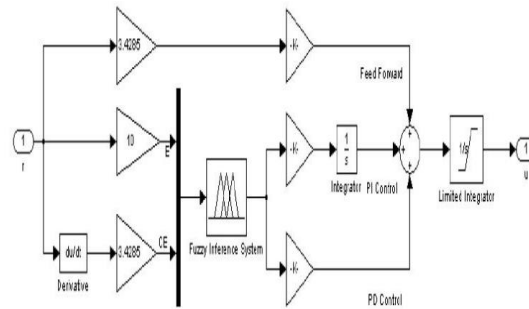 3.4285
-K-
Feed Forward
1
r
10
E
Fuzzy Inference System
-K-
1
s
Integrator
PI Control
+
+
+
1/s
Limited Integrator
1
u
du/dt
Derivative
3.4285
CE
-K-
PD Control